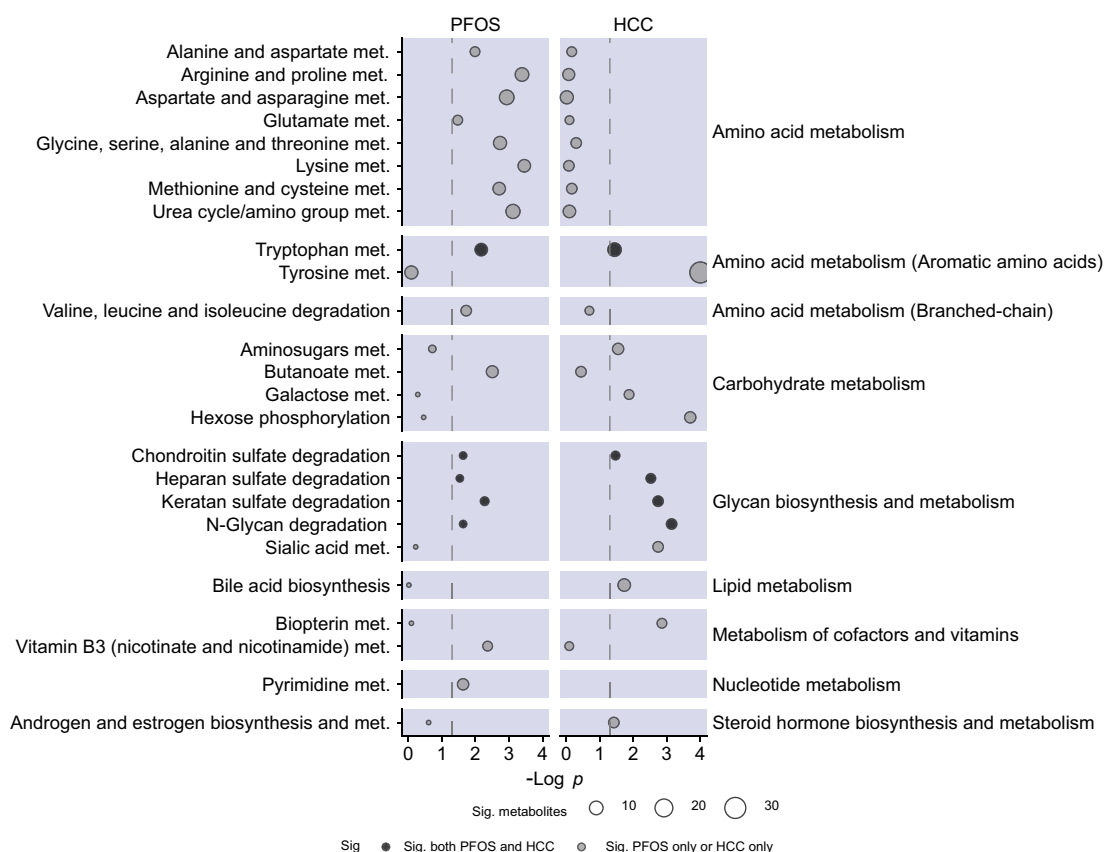 PFOS HCC
Alanine and aspartate met.
Arginine and proline met.
Aspartate and asparagine met.
Glutamate met.
Glycine, serine, alanine and threonine met.
Lysine met.
Methionine and cysteine met.
Urea cycle/amino group met.
Amino acid metabolism
Tryptophan met.
Tyrosine met.
Amino acid metabolism (Aromatic amino acids)
Valine, leucine and isoleucine degradation
Amino acid metabolism (Branched-chain)
Aminosugars met.
Butanoate met.
Galactose met.
Hexose phosphorylation
Carbohydrate metabolism
Chondroitin sulfate degradation
Heparan sulfate degradation
Keratan sulfate degradation
N-Glycan degradation
Sialic acid met.
Glycan biosynthesis and metabolism
Bile acid biosynthesis
Lipid metabolism
Biopterin met.
Vitamin B3 (nicotinate and nicotinamide) met.
Metabolism of cofactors and vitamins
Pyrimidine met.
Nucleotide metabolism
Androgen and estrogen biosynthesis and met.
Steroid hormone biosynthesis and metabolism
0 1 2 3 4 0 1 2 3 4
-Log p
Sig. metabolites 10 20 30
Sig Sig. both PFOS and HCC Sig. PFOS only or HCC only